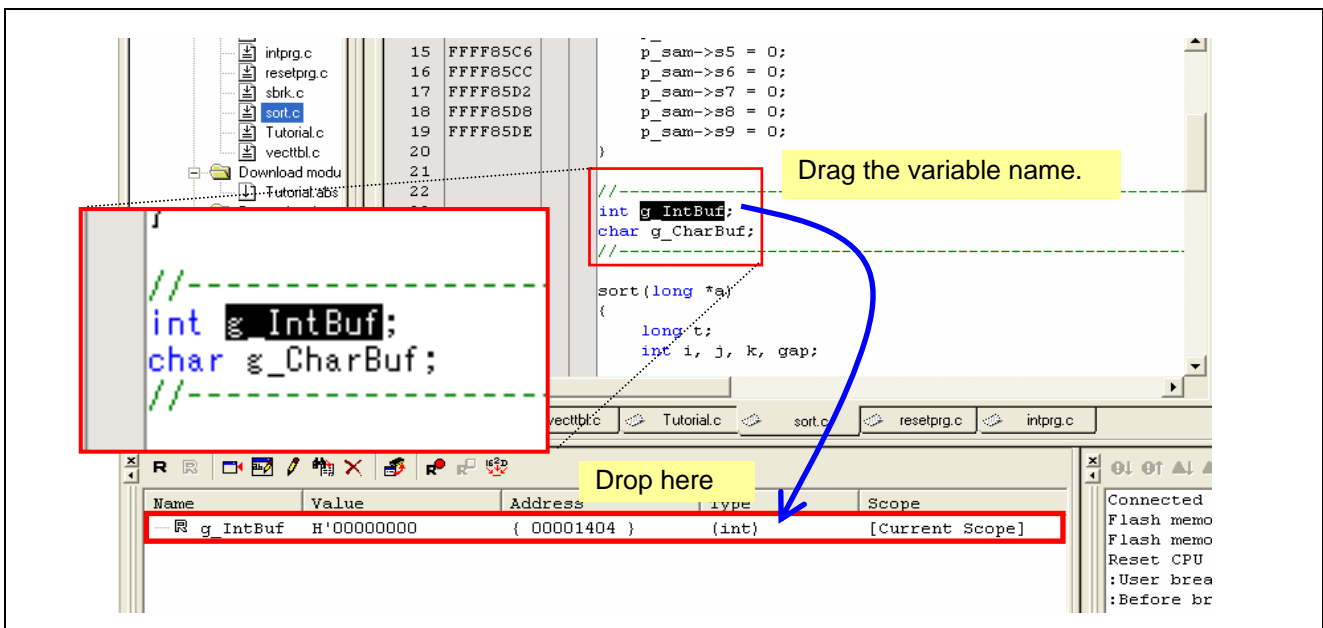 intprg.c
resetprg.c
sbrk.c
sort.c
Tutorial.c
vecttbl.c
Download modu
Tutorial.abs
15 FFFF85C6 p_sam->s5 = 0;
16 FFFF85CC p_sam->s6 = 0;
17 FFFF85D2 p_sam->s7 = 0;
18 FFFF85D8 p_sam->s8 = 0;
19 FFFF85DE p_sam->s9 = 0;
20 }
21
22 //------------------------------------------------------------
Drag the variable name.
int g_IntBuf;
char g_CharBuf;
//------------------------------------------------------------
sort(long *a)
{
long t;
int i, j, k, gap;
}
//--------------------
int g_IntBuf;
char g_CharBuf;
//--------------------
vecttbl.c Tutorial.c sort.c resetprg.c intprg.c
Drop here
Name Value Address Type Scope
R g_IntBuf H'00000000 { 00001404 } (int) [Current Scope]
Connected
Flash memo
Flash memo
Reset CPU
:User brea
:Before br